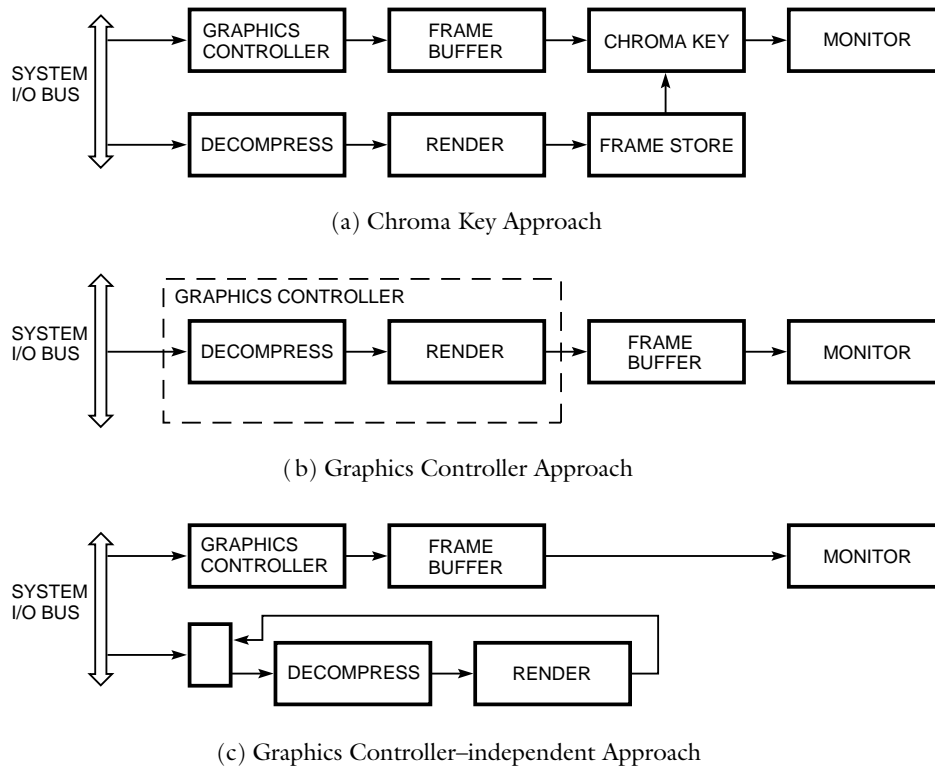 SYSTEM
I/O BUS
GRAPHICS
CONTROLLER
FRAME
BUFFER
CHROMA KEY
MONITOR
DECOMPRESS
RENDER
FRAME STORE
(a) Chroma Key Approach
SYSTEM
I/O BUS
GRAPHICS CONTROLLER
DECOMPRESS
RENDER
FRAME
BUFFER
MONITOR
(b) Graphics Controller Approach
SYSTEM
I/O BUS
GRAPHICS
CONTROLLER
FRAME
BUFFER
MONITOR
DECOMPRESS
RENDER
(c) Graphics Controller–independent Approach